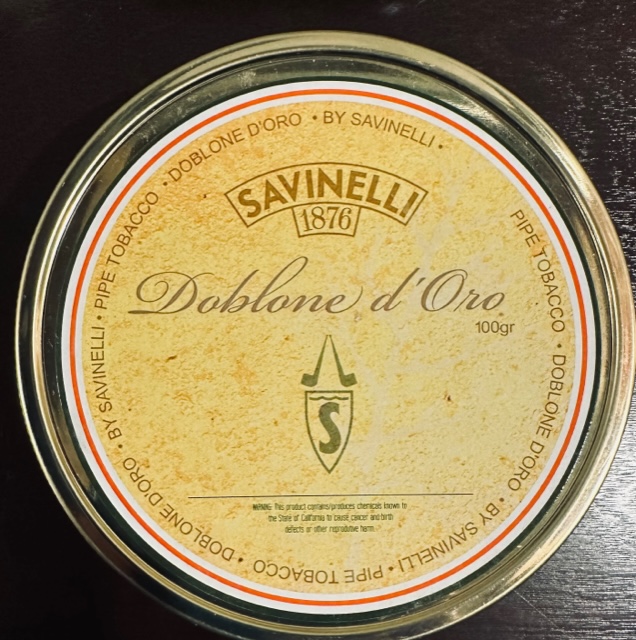 DOBLONE D'ORO • BY SAVINELLI •
PIPE TOBACCO • DOBLONE D'ORO • BY SAVINELLI • PIPE TOBACCO • DOBLONE D'ORO • BY SAVINELLI • PIPE TOBACCO •
SAVINELLI
1876
Doblone d'Oro
100gr
S
WARNING: This product contains/produces chemicals known to
the State of California to cause cancer and birth
defects or other reproductive harm